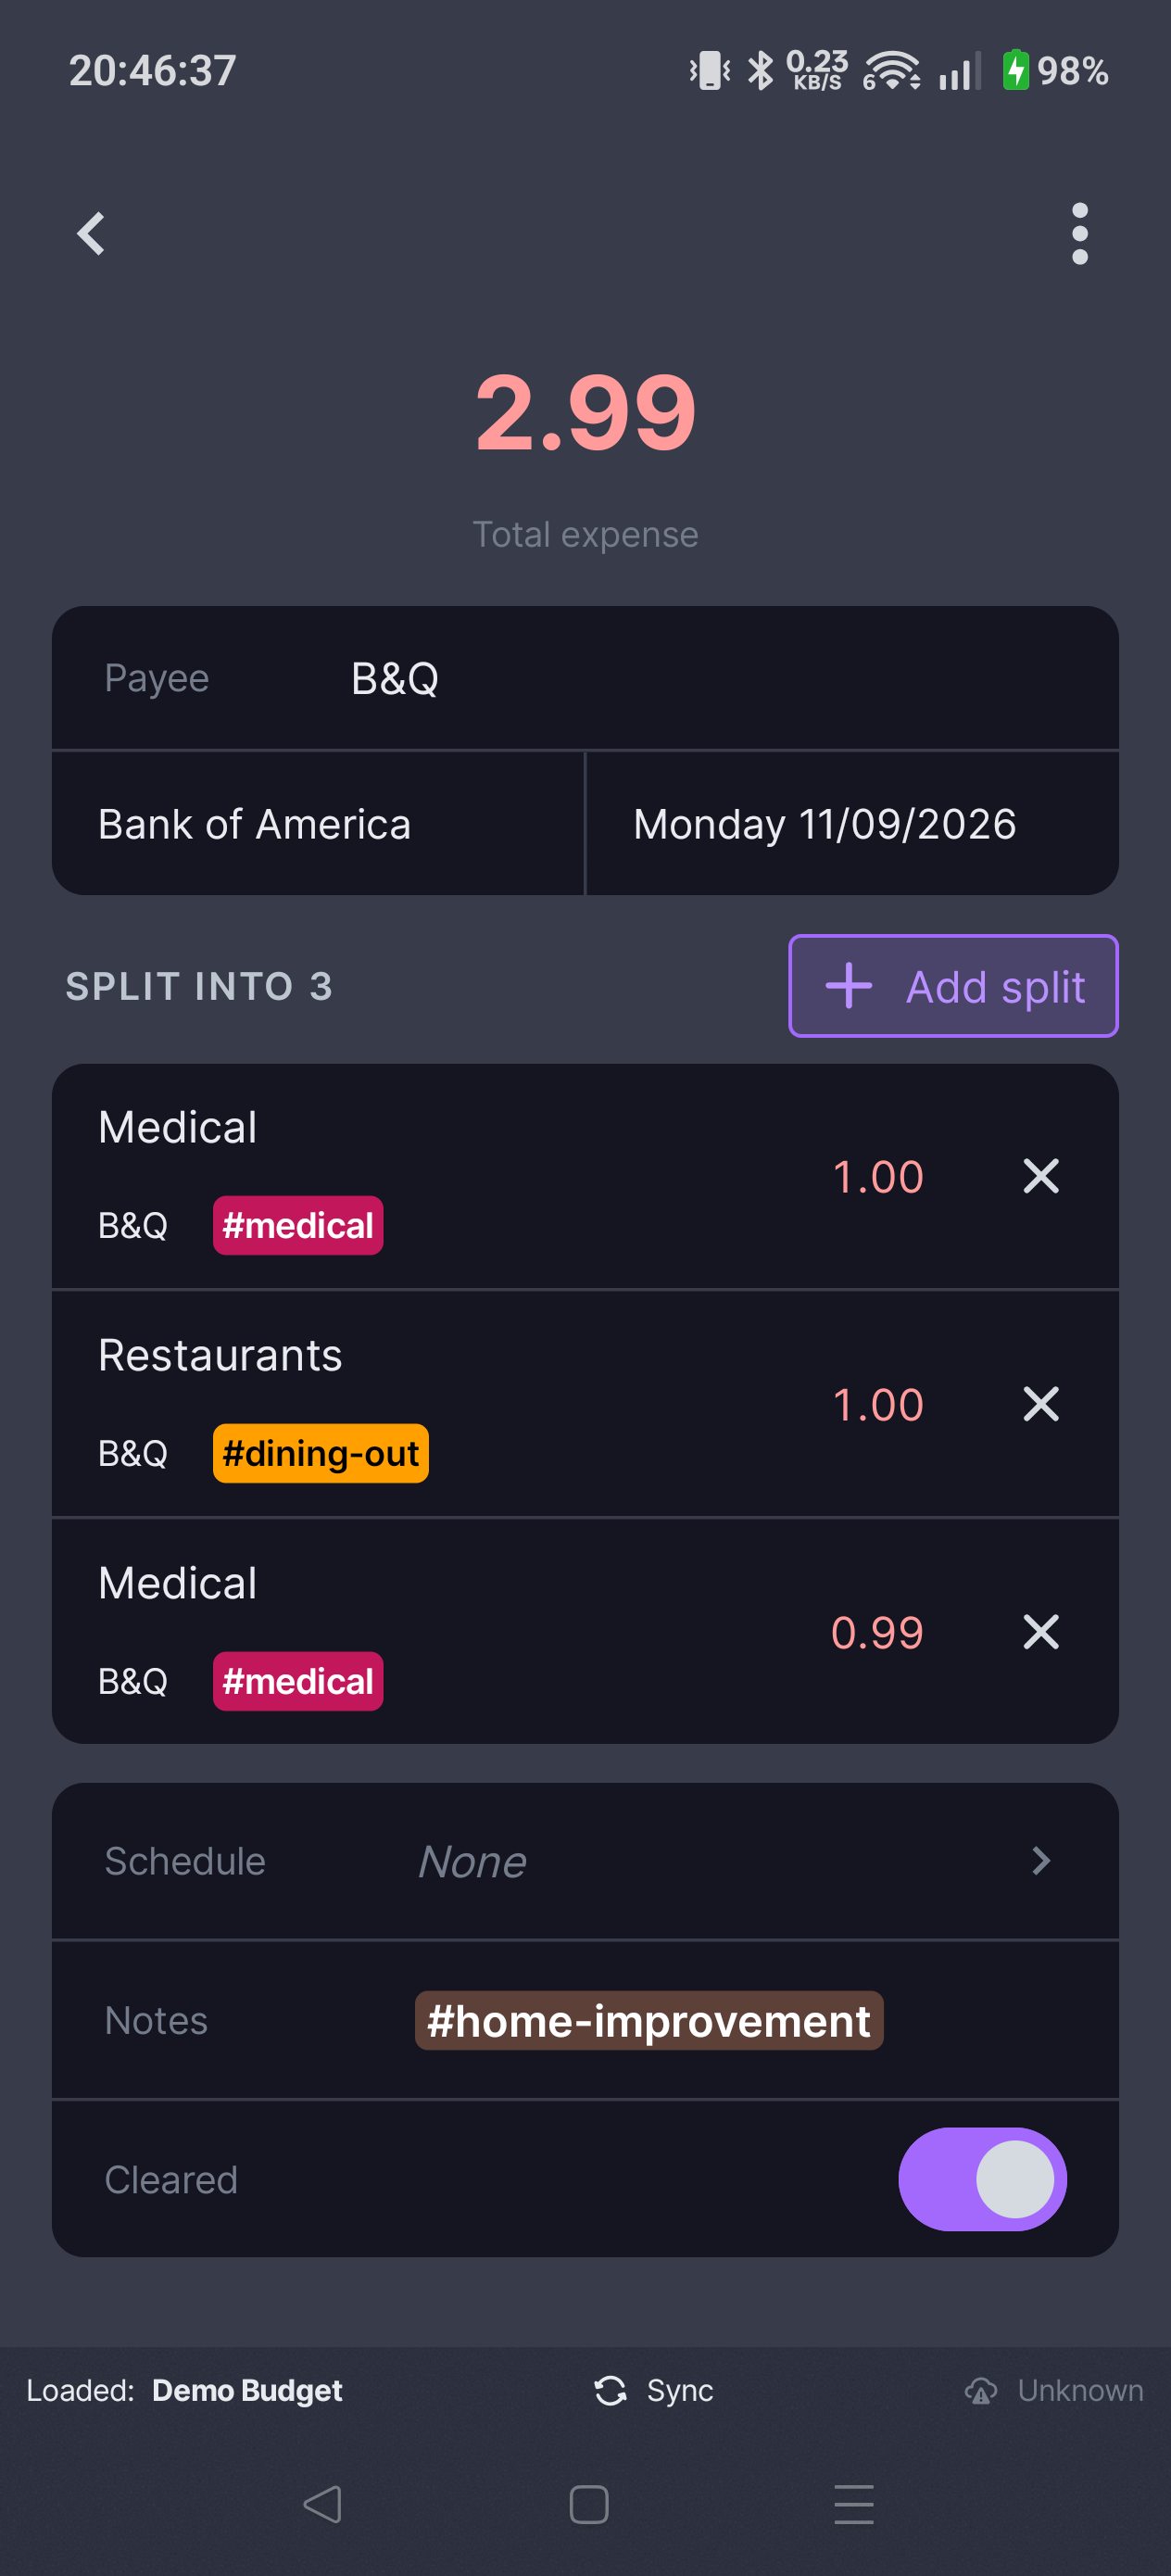 20:46:37
0.23
KB/S
6
98%
2.99
Total expense
Payee B&Q
Bank of America
Monday 11/09/2026
SPLIT INTO 3
Add split
Medical
1.00
B&Q #medical
Restaurants
1.00
B&Q #dining-out
Medical
0.99
B&Q #medical
Schedule None
Notes #home-improvement
Cleared
Loaded: Demo Budget
Sync
Unknown